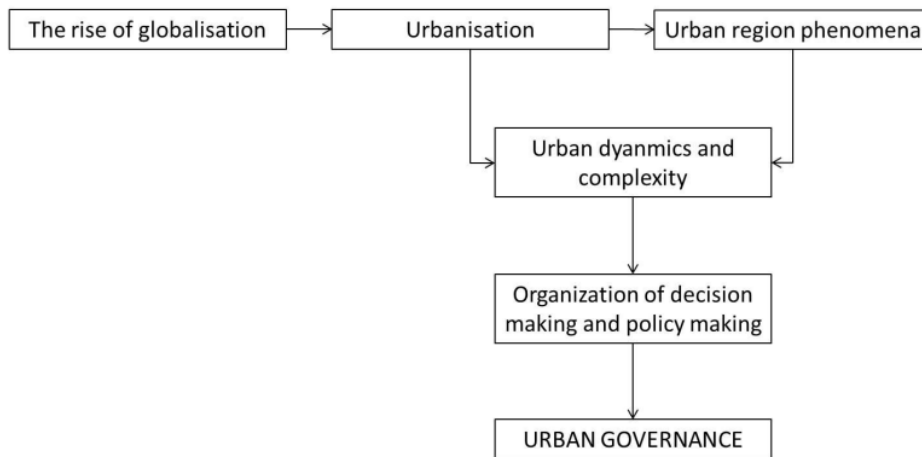 The rise of globalisation
Urbanisation
Urban region phenomena
Urban dyanmics and
complexity
Organization of decision
making and policy making
URBAN GOVERNANCE